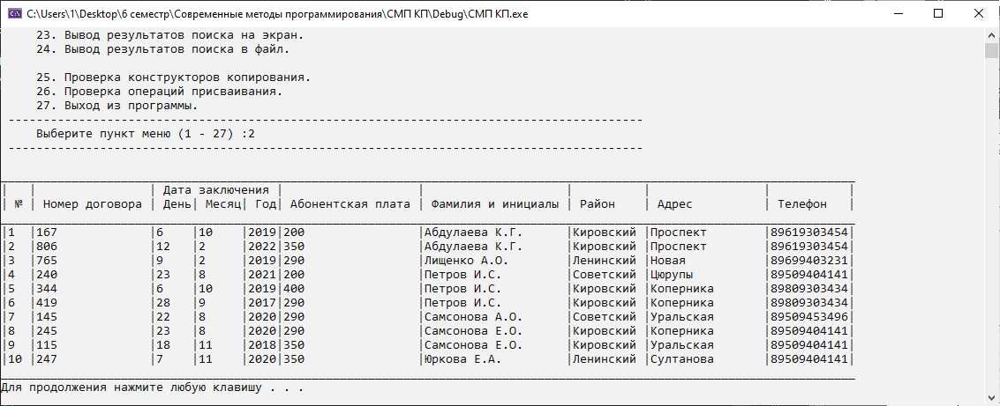 C:\Users\1\Desktop\6 семестр\Современные методы программирования\СМП КП\Debug\СМП КП.exe
23. Вывод результатов поиска на экран.
24. Вывод результатов поиска в файл.
25. Проверка конструкторов копирования.
26. Проверка операций присваивания.
27. Выход из программы.
--------------------------------------------------------------------------------
Выберите пункт меню (1 - 27) :2
--------------------------------------------------------------------------------
| | | Дата заключения | | | | | |
| № | Номер договора | День| Месяц| Год| Абонентская плата | Фамилия и инициалы | Район | Адрес | Телефон |
|1 |167 |6 |10 |2019|200 |Абдулаева К.Г. |Кировский |Проспект |89619303454|
|2 |806 |12 |2 |2022|350 |Абдулаева К.Г. |Кировский |Проспект |89619303454|
|3 |765 |9 |2 |2019|290 |Лищенко А.О. |Ленинский |Новая |89699403231|
|4 |240 |23 |8 |2021|200 |Петров И.С. |Советский |Цюрупы |89509404141|
|5 |344 |6 |10 |2019|400 |Петров И.С. |Кировский |Коперника |89809303434|
|6 |419 |28 |9 |2017|290 |Петров И.С. |Кировский |Коперника |89809303434|
|7 |145 |22 |8 |2020|290 |Самсонова А.О. |Советский |Уральская |89509453496|
|8 |245 |23 |8 |2020|290 |Самсонова Е.О. |Кировский |Коперника |89509404141|
|9 |115 |18 |11 |2018|350 |Самсонова Е.О. |Кировский |Уральская |89509404141|
|10 |247 |7 |11 |2020|350 |Юркова Е.А. |Ленинский |Султанова |89509404141|
Для продолжения нажмите любую клавишу . . .